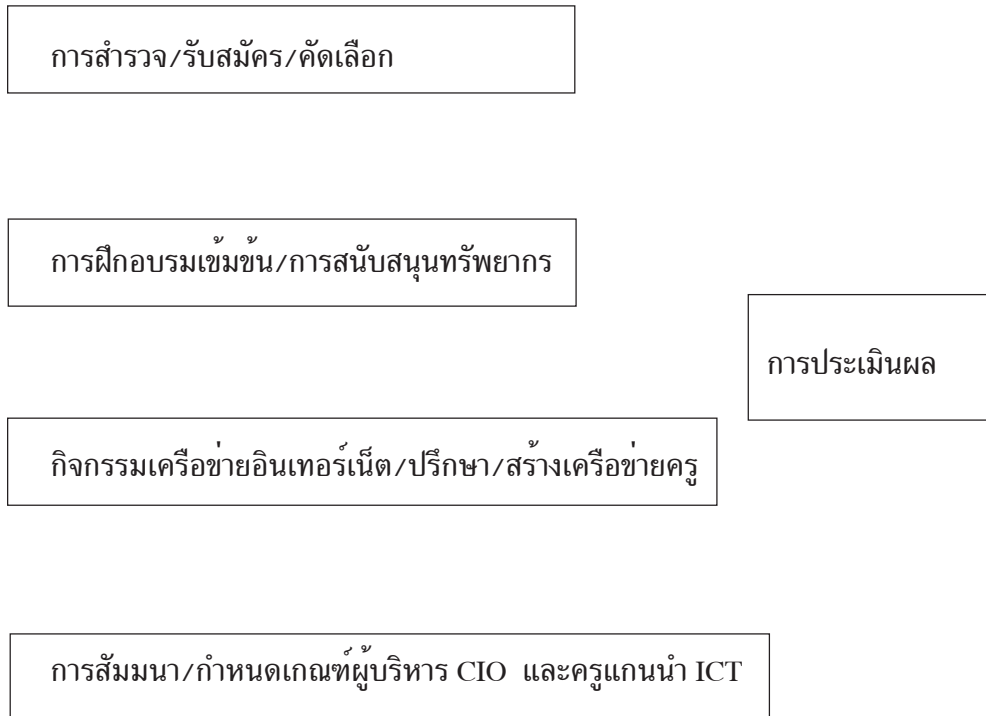 การสำรวจ/รับสมัคร/คัดเลือก
การฝึกอบรมเข้มข้น/การสนับสนุนทรัพยากร
การประเมินผล
กิจกรรมเครือข่ายอินเทอร์เน็ต/ปรึกษา/สร้างเครือข่ายครู
การสัมมนา/กำหนดเกณฑ์ผู้บริหาร CIO และครูแกนนำ ICT